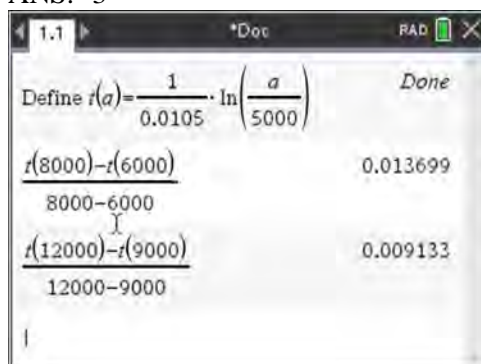 ANS: 3
1.1 *Doc RAD
Define t(a)=1/0.0105·ln(a/5000) Done
t(8000)−t(6000)/8000−6000 0.013699
t(12000)−t(9000)/12000−9000 0.009133